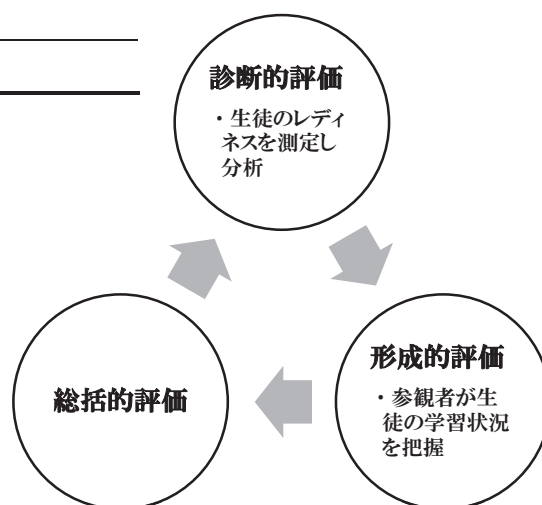 診断的評価
・生徒のレディ
ネスを測定し
分析
形成的評価
・参観者が生
徒の学習状況
を把握
総括的評価